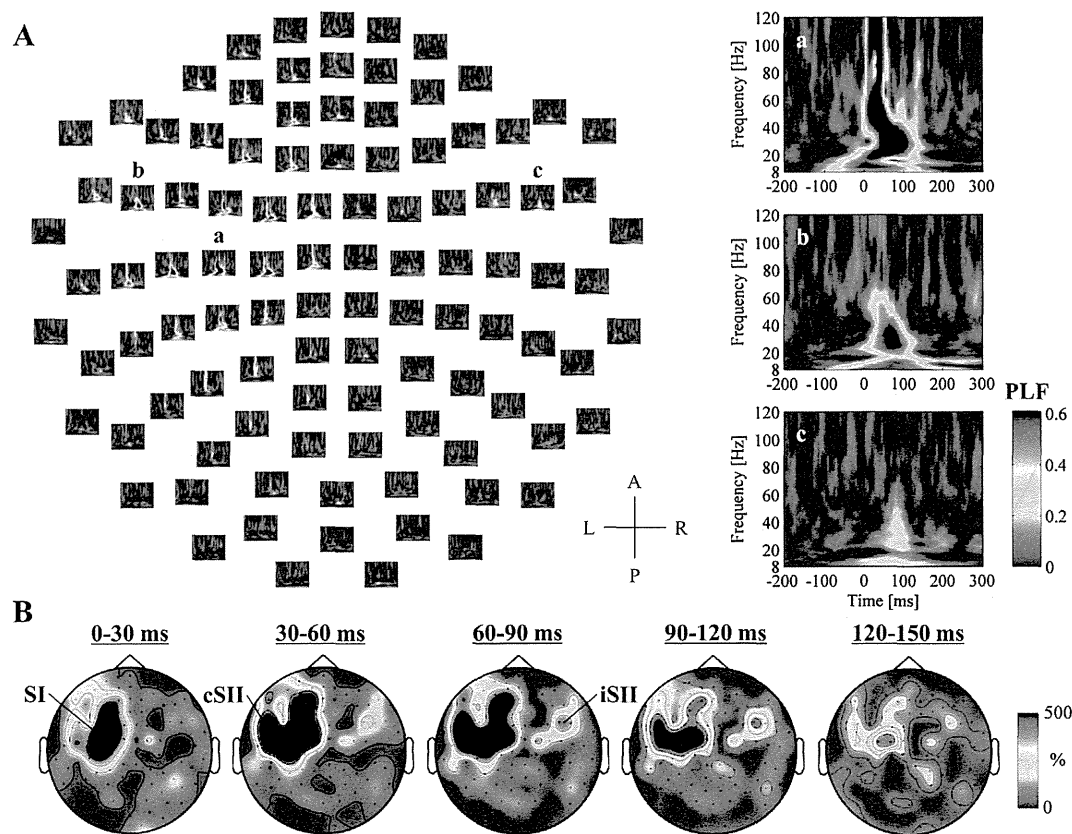 A
b
c
a
A
L R
P
a
Frequency [Hz]
120
100
80
60
40
20
8
-200 -100 0 100 200 300
b
Frequency [Hz]
120
100
80
60
40
20
8
-200 -100 0 100 200 300
c
Frequency [Hz]
120
100
80
60
40
20
8
-200 -100 0 100 200 300
Time [ms]
PLF
0.6
0.4
0.2
0
B
0-30 ms
30-60 ms
60-90 ms
90-120 ms
120-150 ms
SI
cSII
iSII
500
%
0